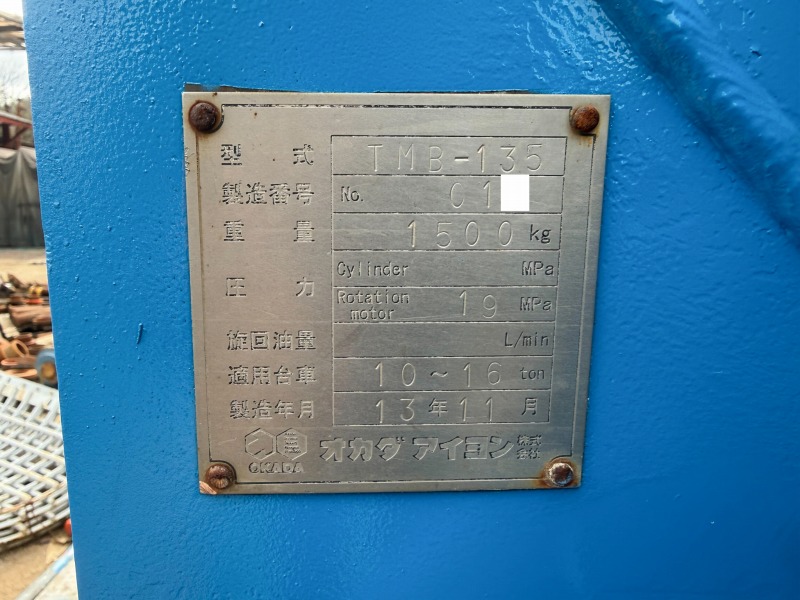 型式 TMB-135
製造番号 No. 01
重量 1500 kg
圧力 Cylinder MPa
Rotation motor 19 MPa
旋回油量 L/min
適用台車 10~16 ton
製造年月 13年11月
OKADA オカダ アイヨン 株式会社